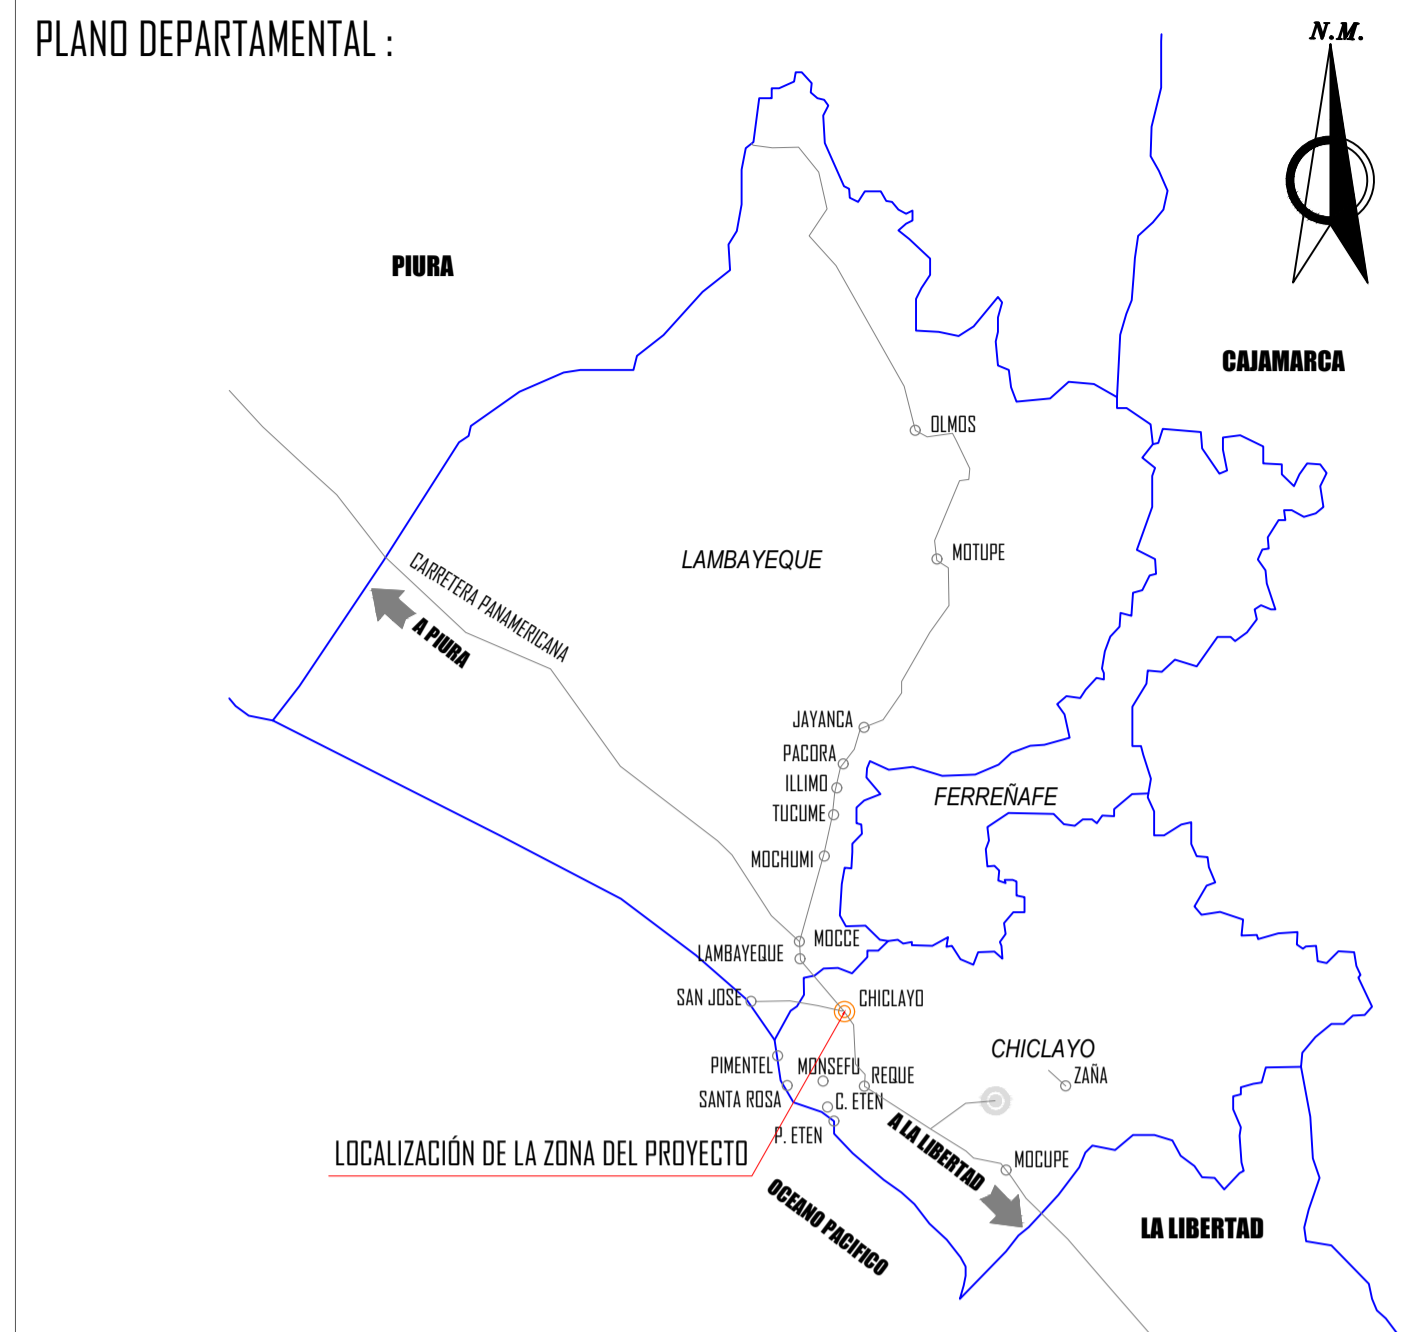 PLANO DEPARTAMENTAL :
N.M.
PIURA
CAJAMARCA
OLMOS
MOTUPE
LAMBAYEQUE
CARRETERA PANAMERICANA
A PIURA
JAYANCA
PACORA
ILLIMO
TUCUME
FERREÑAFE
MOCHUMI
MOCCE
LAMBAYEQUE
SAN JOSE
CHICLAYO
CHICLAYO
PIMENTEL
MONSEFU
REQUE
ZAÑA
SANTA ROSA
C. ETEN
P. ETEN
A LA LIBERTAD
LOCALIZACIÓN DE LA ZONA DEL PROYECTO
MOCUPE
OCEANO PACIFICO
LA LIBERTAD